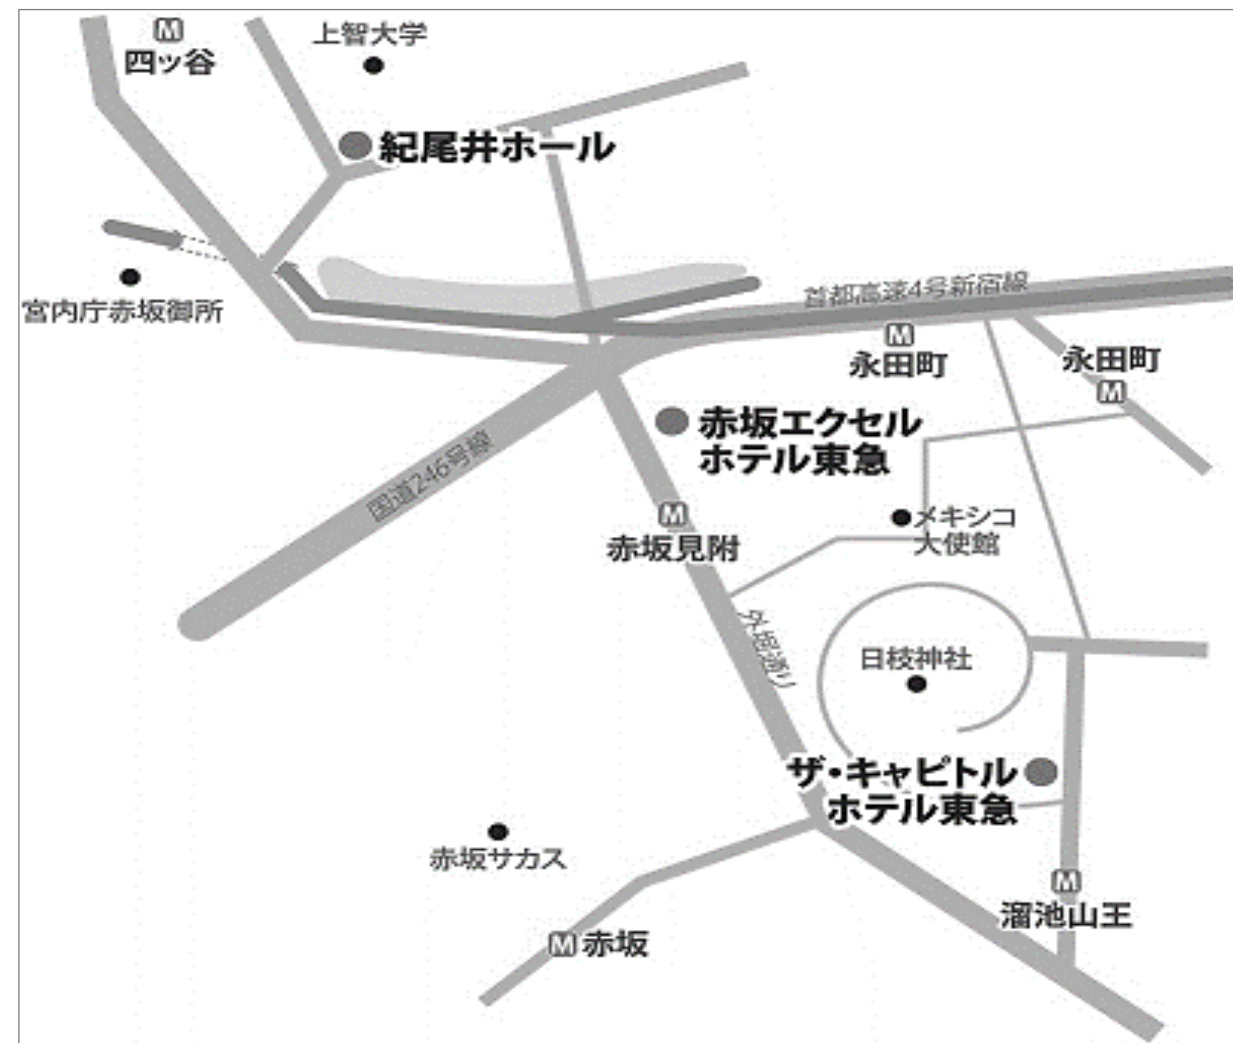 M
四ッ谷
上智大学
紀尾井ホール
宮内庁赤坂御所
首都高速4号新宿線
M
永田町
永田町
M
赤坂エクセル
ホテル東急
国道246号線
M
赤坂見附
メキシコ
大使館
外堀通り
日枝神社
ザ・キャピトル
ホテル東急
赤坂サカス
M
溜池山王
M 赤坂